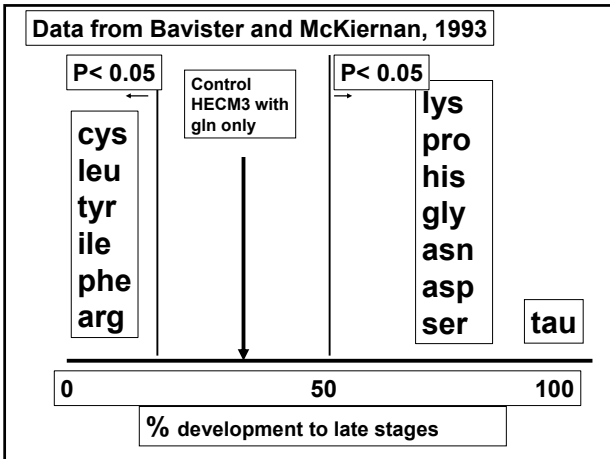 Data from Bavister and McKiernan, 1993
P< 0.05
P< 0.05
Control
HECM3 with
gln only
cys
leu
tyr
ile
phe
arg
lys
pro
his
gly
asn
asp
ser
tau
0 50 100
% development to late stages